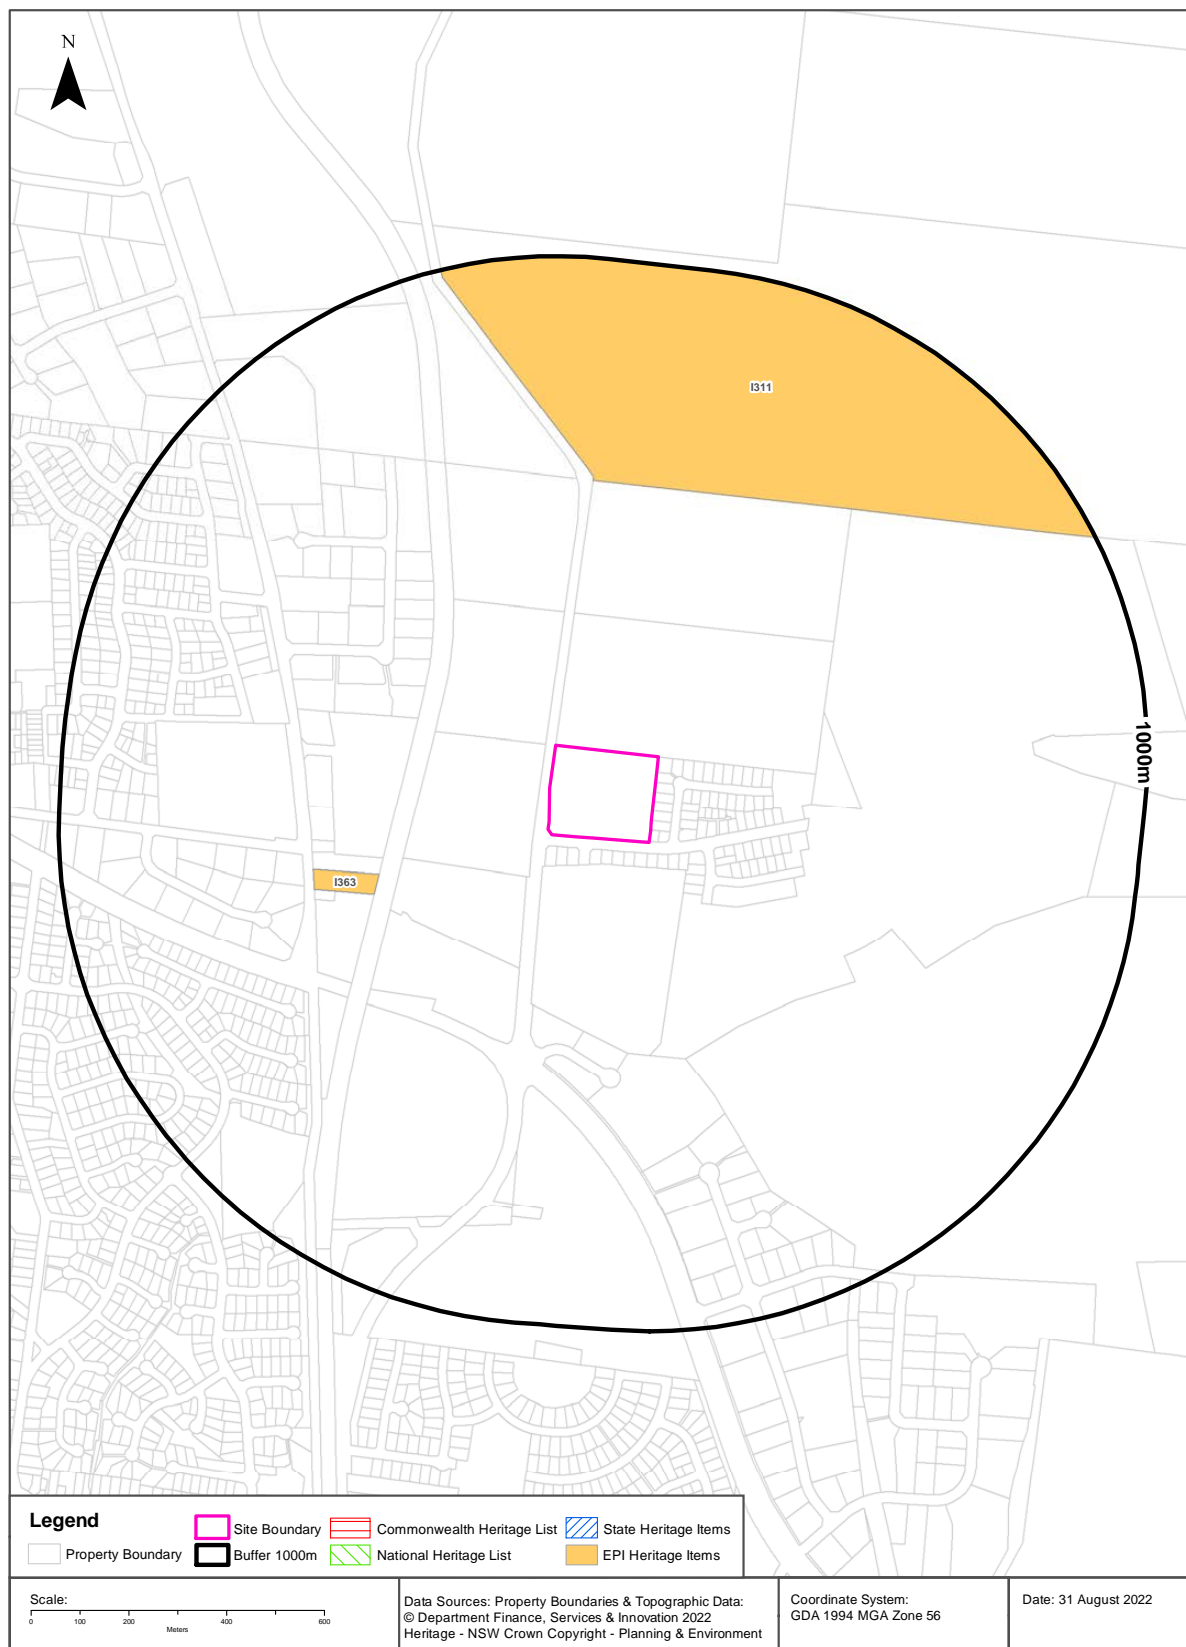 N
I311
1000m
I363
Legend
Site Boundary
Commonwealth Heritage List
State Heritage Items
Property Boundary
Buffer 1000m
National Heritage List
EPI Heritage Items
Scale:
0 100 200 400 600
Meters
Data Sources: Property Boundaries & Topographic Data:
© Department Finance, Services & Innovation 2022
Heritage - NSW Crown Copyright - Planning & Environment
Coordinate System:
GDA 1994 MGA Zone 56
Date: 31 August 2022